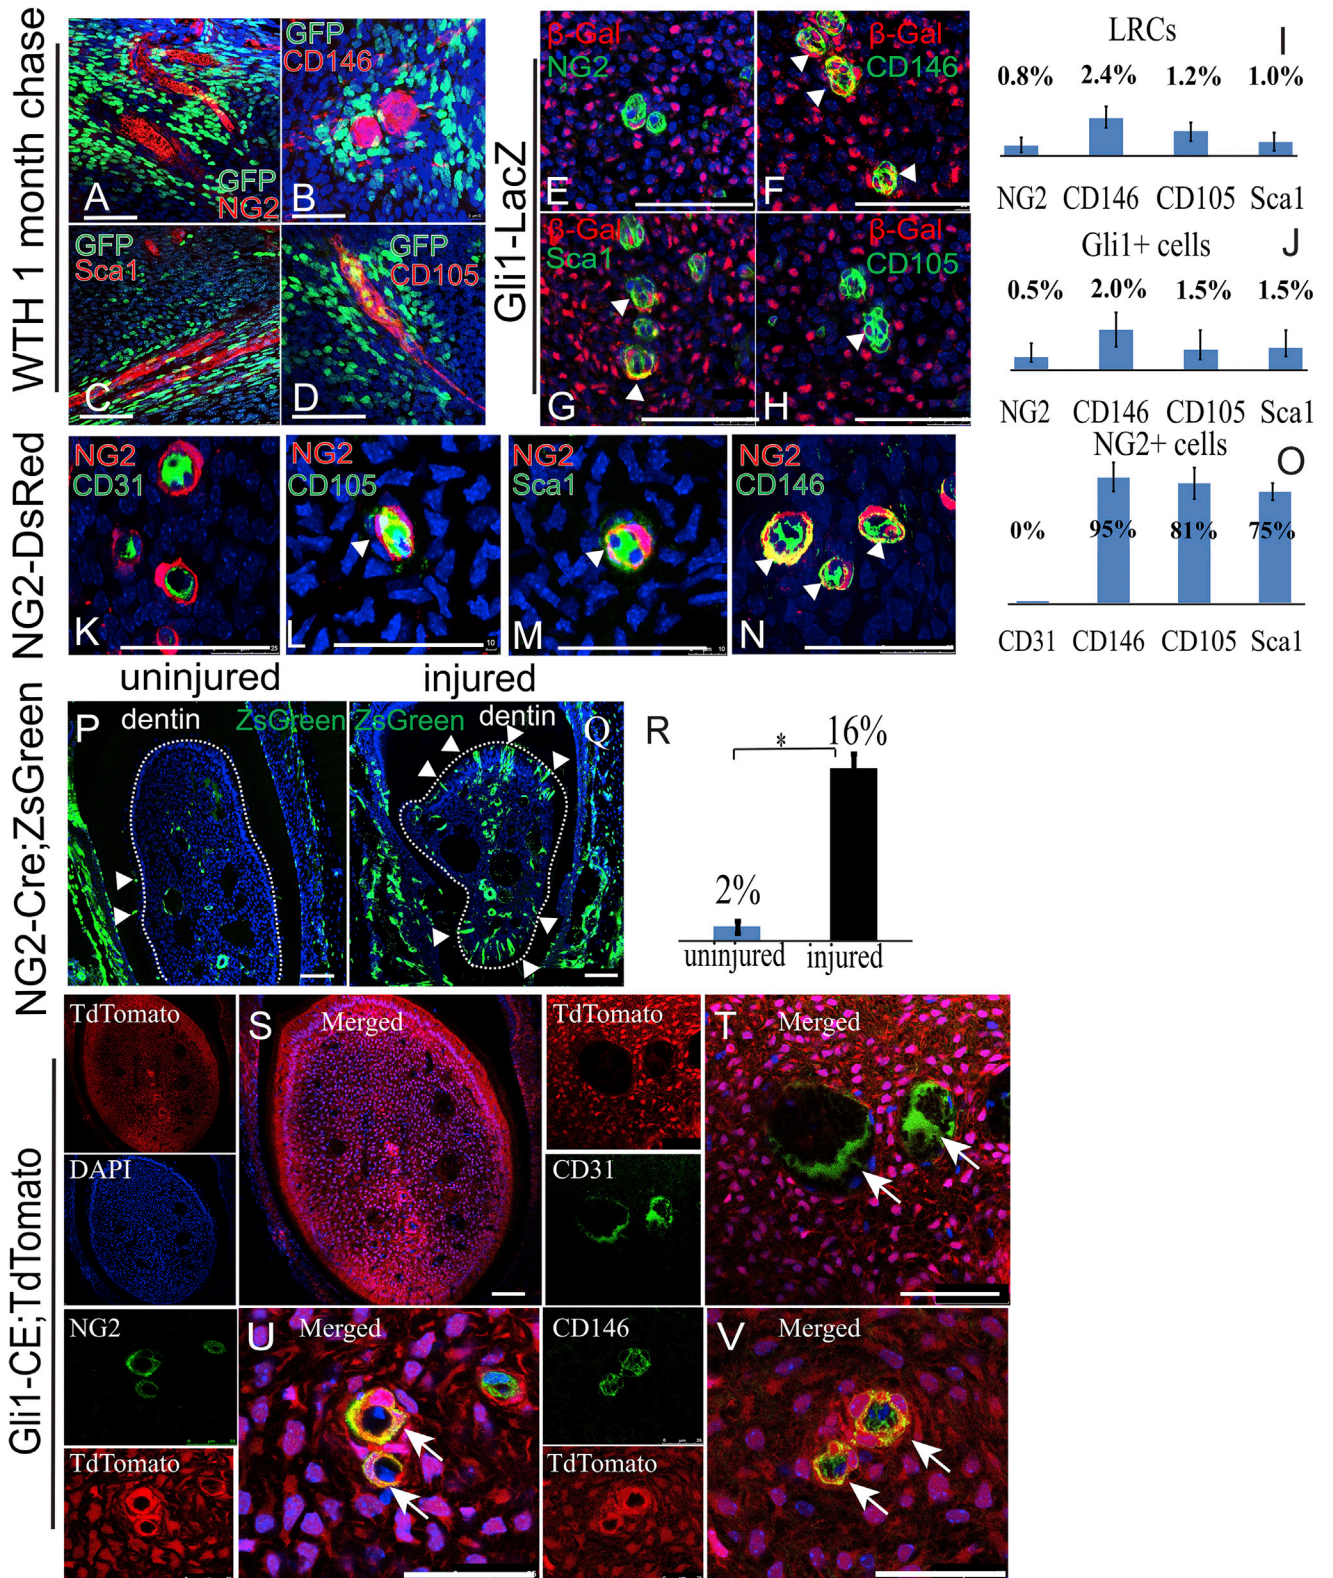 WTH 1 month chase
A
GFP
NG2
GFP
CD146
B
GFP
Sca1
C
GFP
CD105
D
Gli1-LacZ
β-Gal
NG2
E
β-Gal
CD146
F
β-Gal
Sca1
G
β-Gal
CD105
H
LRCs
I
0.8% 2.4% 1.2% 1.0%
NG2 CD146 CD105 Sca1
J
Gli1+ cells
0.5% 2.0% 1.5% 1.5%
NG2 CD146 CD105 Sca1
NG2-DsRed
NG2
CD31
K
25
NG2
CD105
L
10
NG2
Sca1
M
10
NG2
CD146
N
NG2+ cells
O
0% 95% 81% 75%
CD31 CD146 CD105 Sca1
NG2-Cre;ZsGreen
uninjured
injured
P
dentin
ZsGreen
ZsGreen
dentin
Q
R
*
16%
2%
uninjured injured
Gli1-CE;TdTomato
TdTomato
DAPI
S
Merged
TdTomato
CD31
T
Merged
NG2
TdTomato
U
Merged
CD146
TdTomato
V
Merged